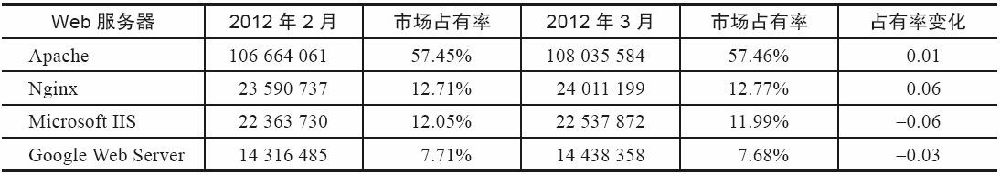 Web 服务器 2012 年 2 月 市场占有率 2012 年 3 月 市场占有率 占有率变化
Apache 106 664 061 57.45% 108 035 584 57.46% 0.01
Nginx 23 590 737 12.71% 24 011 199 12.77% 0.06
Microsoft IIS 22 363 730 12.05% 22 537 872 11.99% –0.06
Google Web Server 14 316 485 7.71% 14 438 358 7.68% –0.03